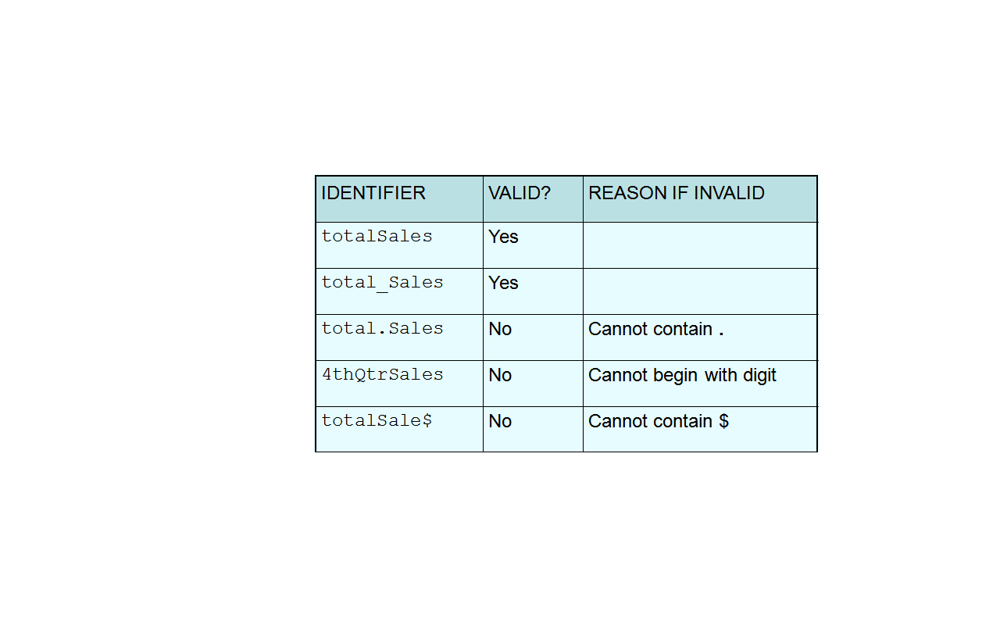 IDENTIFIER VALID? REASON IF INVALID
totalSales Yes
total_Sales Yes
total.Sales No Cannot contain .
4thQtrSales No Cannot begin with digit
totalSale$ No Cannot contain $